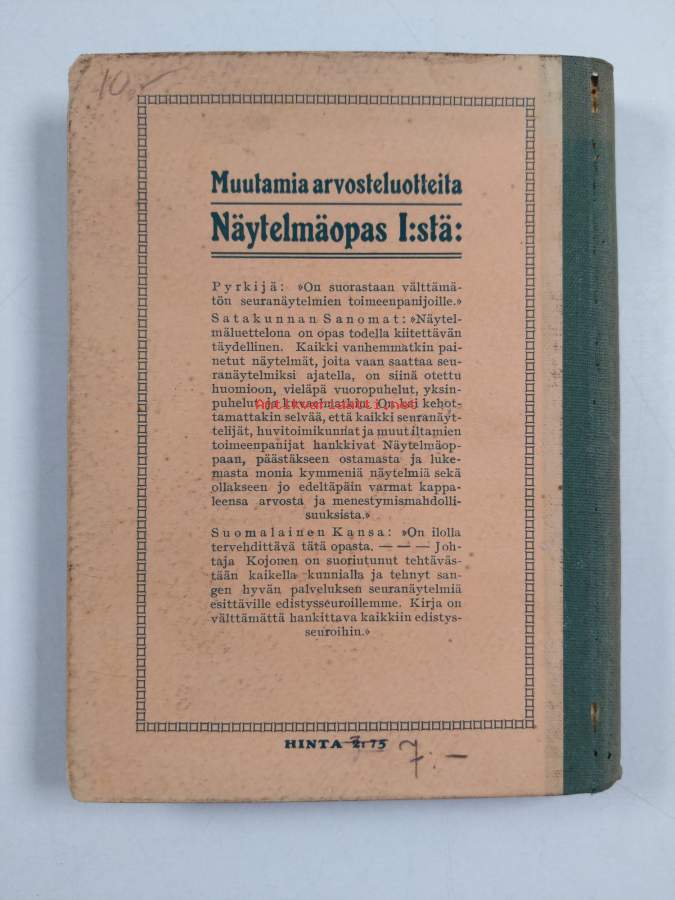 10,-
Muutamia arvosteluotteita
Näytelmäopas I:stä:
Pyrkijä: »On suorastaan välttämä-
tön seuranäytelmien toimeenpanijoille.»
Satakunnan Sanomat: »Näytel-
mäluettelona on opas todella kiitettävän
täydellinen. Kaikki vanhemmatkin pai-
netut näytelmät, joita vaan saattaa seu-
ranäytelmiksi ajatella, on siinä otettu
huomioon, vieläpä vuoropuhelut, yksin-
puhelut ja kuvaelmatkin. On siis kehot-
tamattakin selvää, että kaikki seuranäyt-
telijät, huvitoimikunnat ja muut iltamien
toimeenpanijat hankkivat Näytelmäop-
paan, päästäkseen ostamasta ja luke-
masta monia kymmeniä näytelmiä sekä
ollakseen jo edeltäpäin varmat kappa-
leensa arvosta ja menestymismahdolli-
suuksista.»
Suomalainen Kansa: »On ilolla
tervehdittävä tätä opasta. — — — Joh-
taja Kojonen on suoriutunut tehtäväs-
tään kaikella kunnialla ja tehnyt san-
gen hyvän palveluksen seuranäytelmiä
esittäville edistysseuroillemme. Kirja on
välttämättä hankittava kaikkiin edistys-
seuroihin.»
HINTA 2:75 7:-